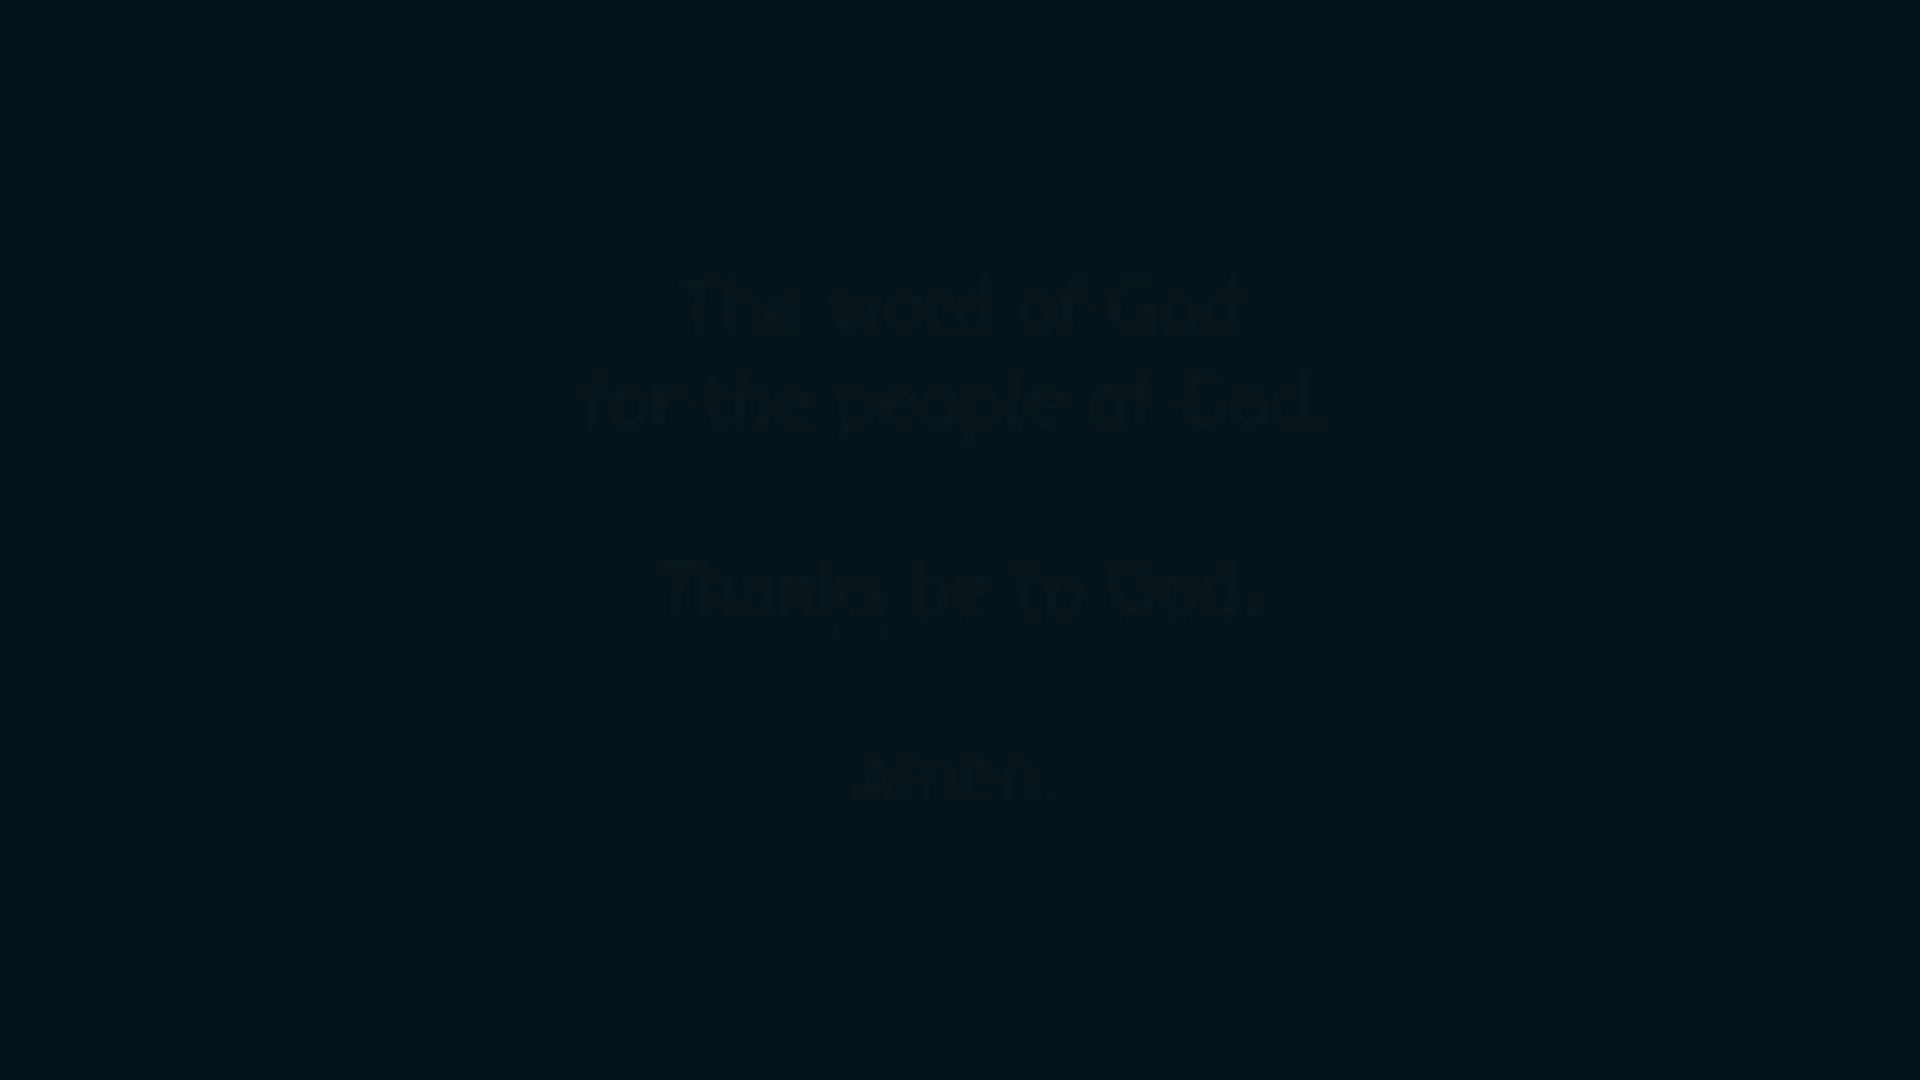 The word of God
for the people of God.
Thanks be to God.
Amen.